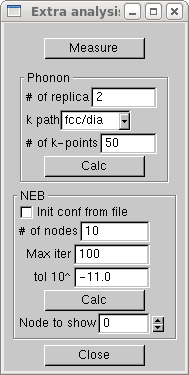 Extra analysis
Measure
Phonon
# of replica 2
k path fcc/dia
# of k-points 50
Calc
NEB
Init conf from file
# of nodes 10
Max iter 100
tol 10^ -11.0
Calc
Node to show 0
Close